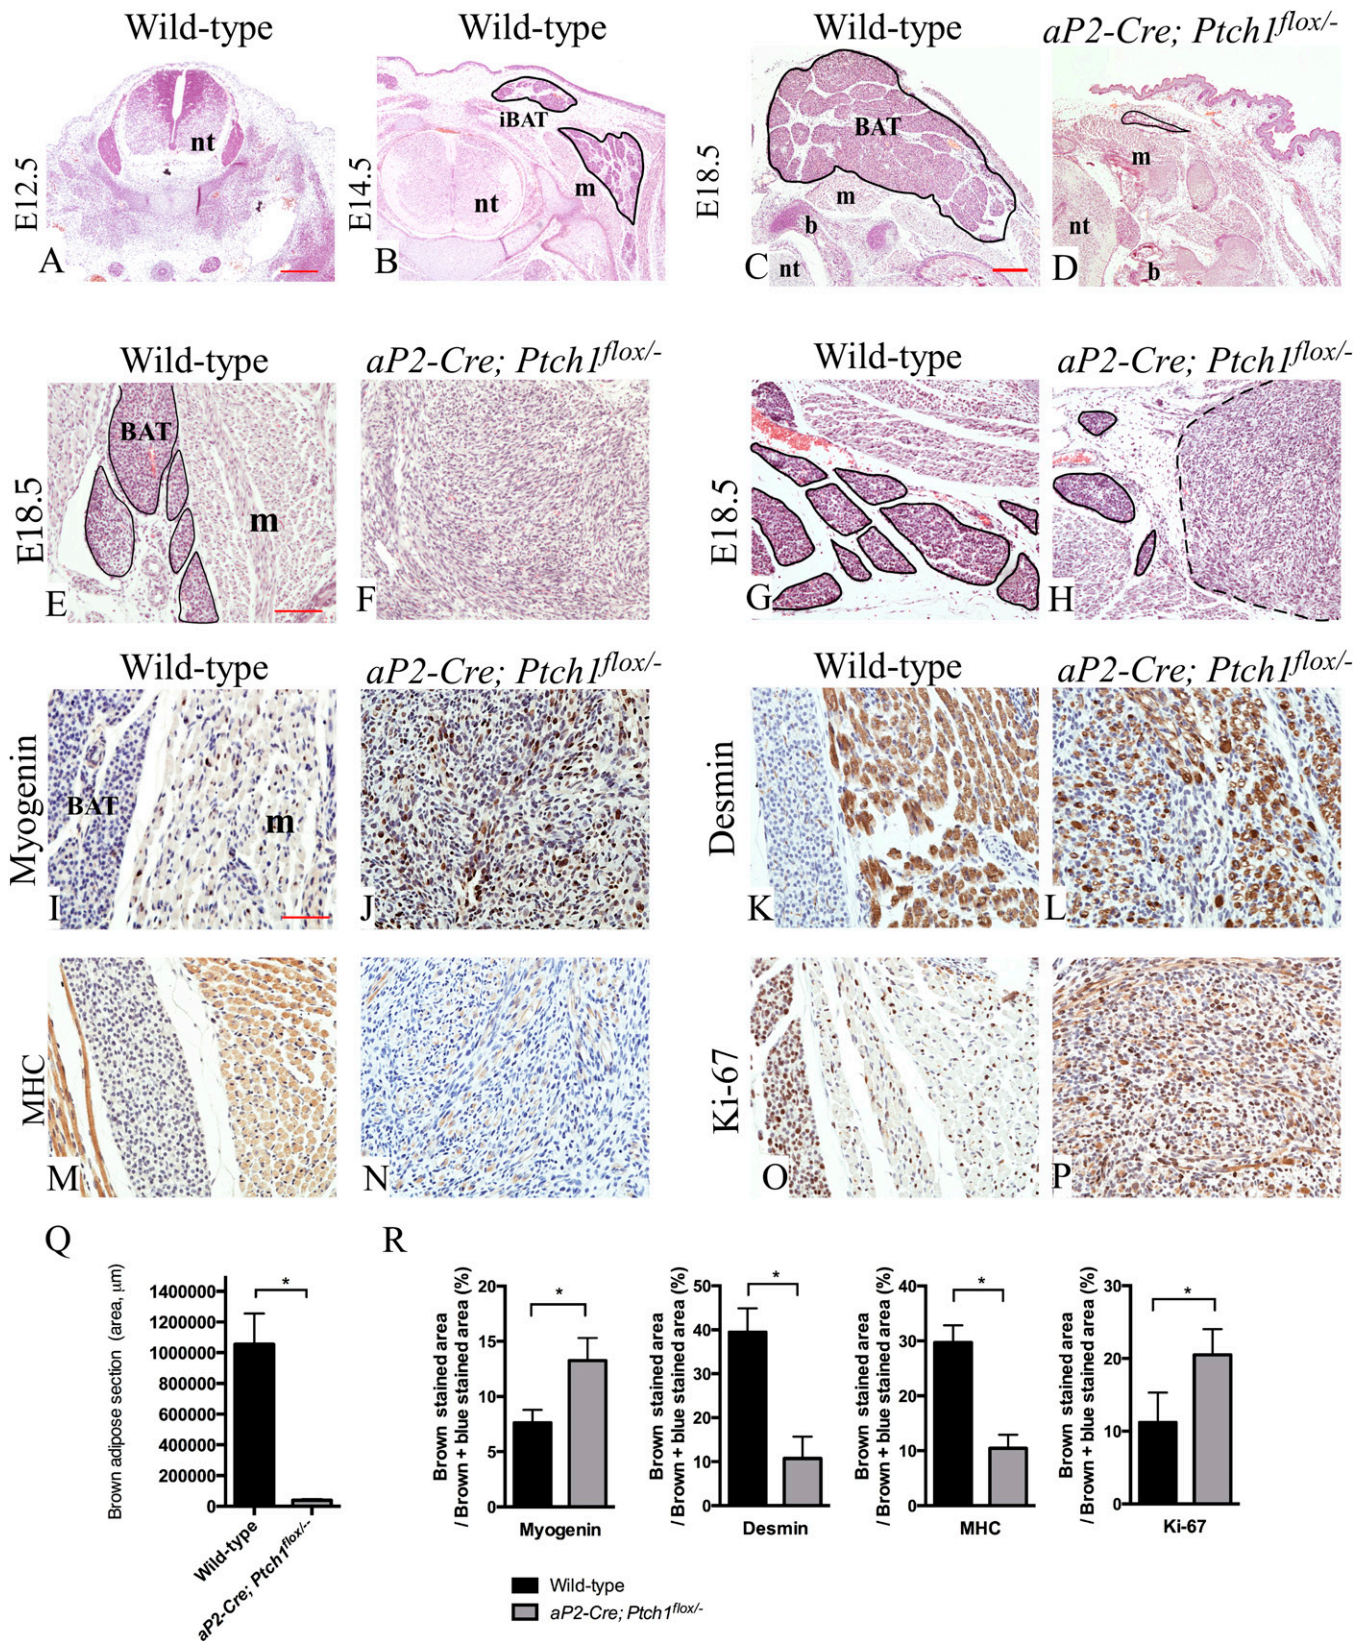 Wild-type
Wild-type
Wild-type
aP2-Cre; Ptch1flox/-
E12.5
nt
A
E14.5
iBAT
nt
m
B
E18.5
BAT
m
b
nt
C
m
nt
b
D
Wild-type
aP2-Cre; Ptch1flox/-
Wild-type
aP2-Cre; Ptch1flox/-
E18.5
BAT
m
E
F
E18.5
G
H
Wild-type
aP2-Cre; Ptch1flox/-
Wild-type
aP2-Cre; Ptch1flox/-
Myogenin
BAT
m
I
J
Desmin
K
L
MHC
M
N
Ki-67
O
P
Q
Brown adipose section (area, µm)
1400000
1200000
1000000
800000
600000
400000
200000
0
*
Wild-type
aP2-Cre; Ptch1flox/--
R
Brown stained area
/ Brown + blue stained area (%)
20
15
10
5
0
*
Myogenin
Brown stained area
/ Brown + blue stained area (%)
50
40
30
20
10
0
*
Desmin
Brown stained area
/ Brown + blue stained area (%)
40
30
20
10
0
*
MHC
Brown stained area
/ Brown + blue stained area (%)
30
20
10
0
*
Ki-67
Wild-type
aP2-Cre; Ptch1flox/-